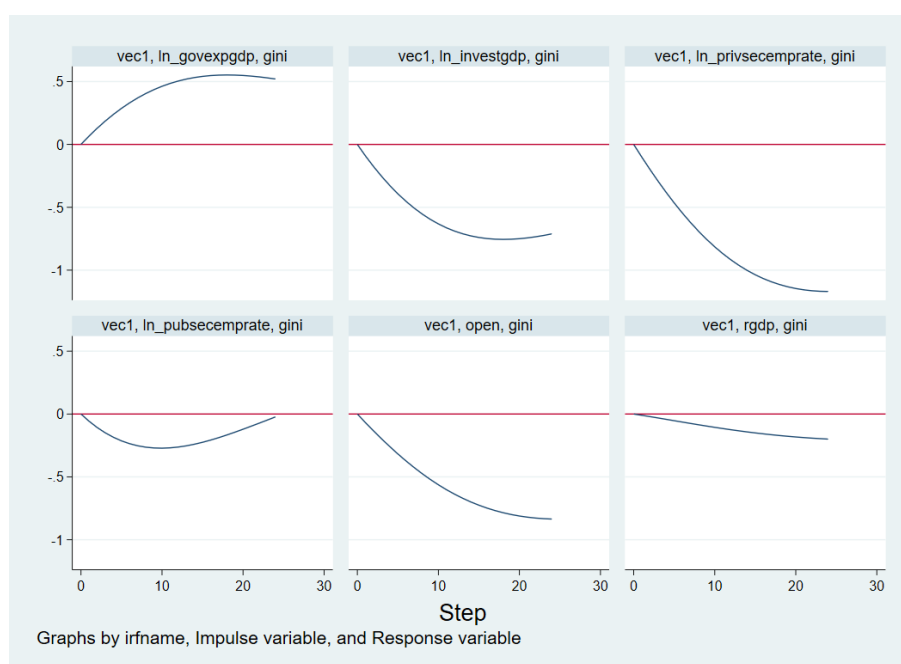 vec1, ln_govexpgdp, gini
vec1, ln_investgdp, gini
vec1, ln_privsecemprate, gini
.5
0
-.5
-1
vec1, ln_pubsecemprate, gini
vec1, open, gini
vec1, rgdp, gini
.5
0
-.5
-1
0 10 20 30 0 10 20 30 0 10 20 30
Step
Graphs by irfname, Impulse variable, and Response variable